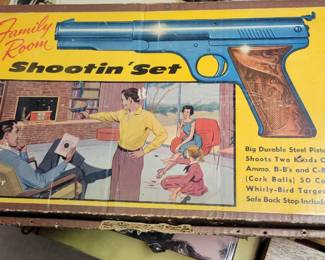 Family
Room
Shootin' Set
Big Durable Steel Pisto
Shoots Two Kinds O
Ammo. B-B's and C-B
(Cork Balls) 50 Ca
Whirly-Bird Target
Safe Back Stop Includ